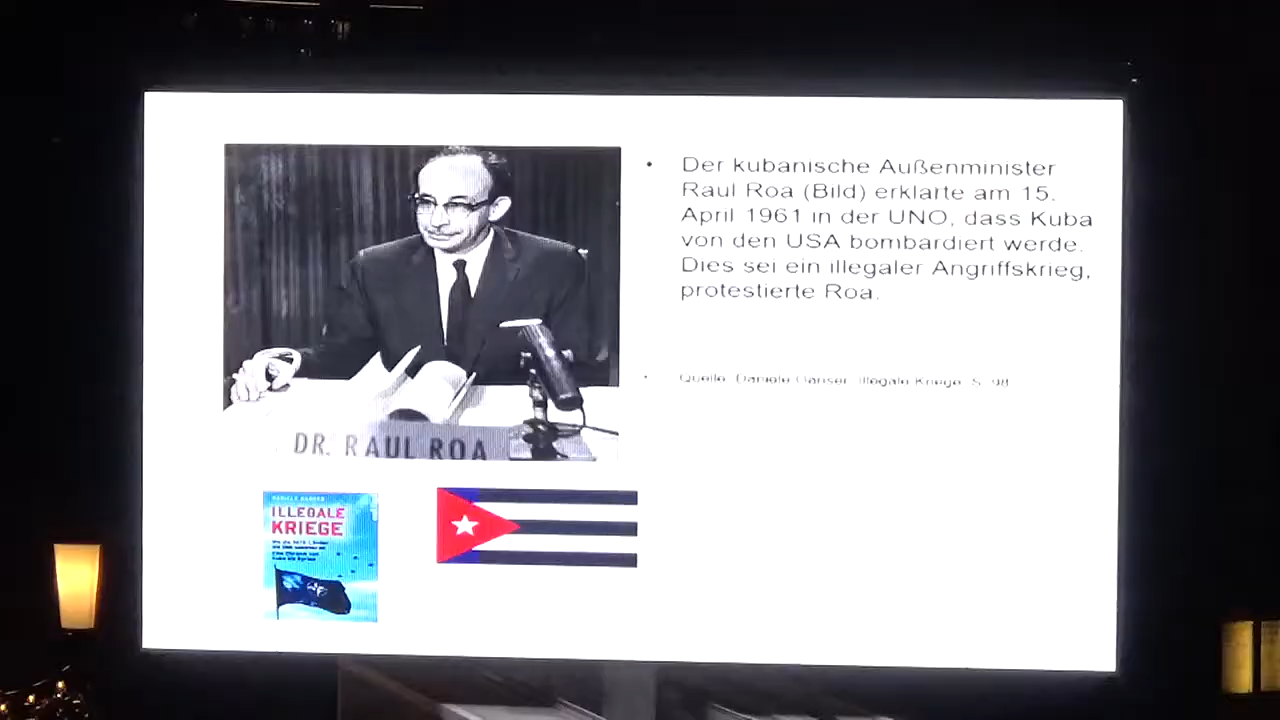 Der kubanische Außenminister
Raul Roa (Bild) erklärte am 15.
April 1961 in der UNO, dass Kuba
von den USA bombardiert werde.
Dies sei ein illegaler Angriffskrieg,
protestierte Roa.
Quelle: Daniele Ganser: Illegale Kriege. S. 98
DR. RAUL ROA
DANIELE GANSER
ILLEGALE
KRIEGE